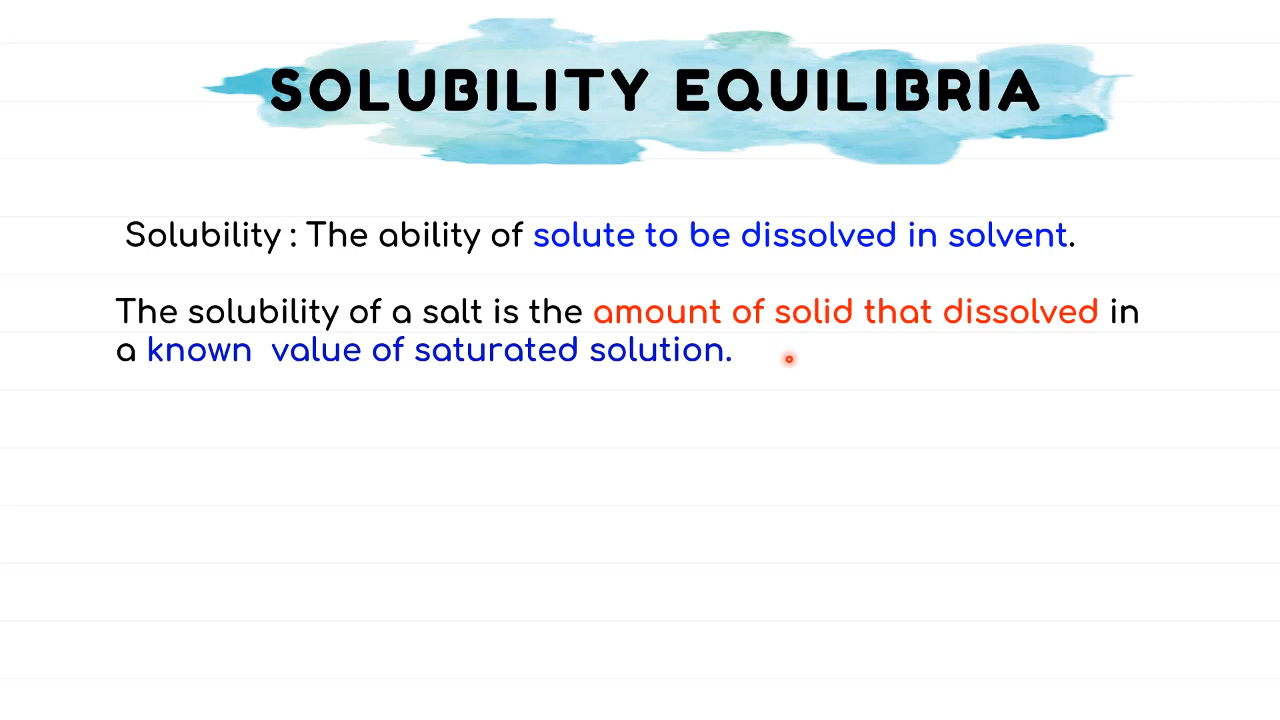 SOLUBILITY EQUILIBRIA
Solubility : The ability of solute to be dissolved in solvent.
The solubility of a salt is the amount of solid that dissolved in
a known  value of saturated solution.